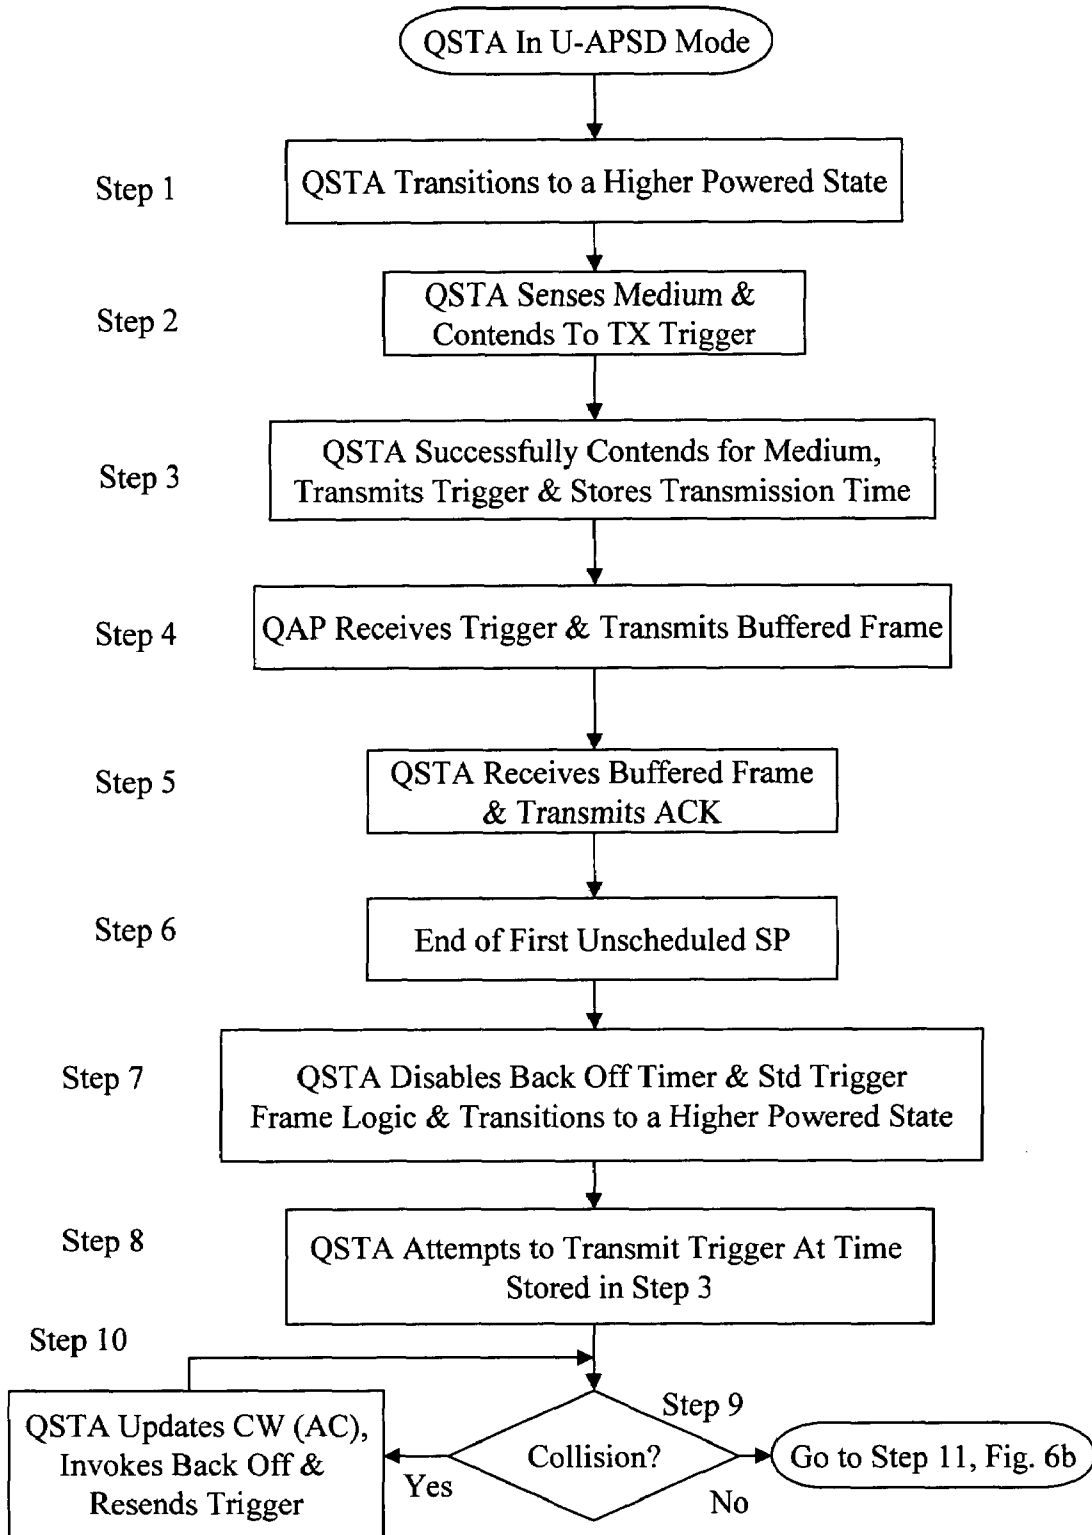 QSTA In U-APSD Mode
Step 1
QSTA Transitions to a Higher Powered State
Step 2
QSTA Senses Medium &
Contends To TX Trigger
Step 3
QSTA Successfully Contends for Medium,
Transmits Trigger & Stores Transmission Time
Step 4
QAP Receives Trigger & Transmits Buffered Frame
Step 5
QSTA Receives Buffered Frame
& Transmits ACK
Step 6
End of First Unscheduled SP
Step 7
QSTA Disables Back Off Timer & Std Trigger
Frame Logic & Transitions to a Higher Powered State
Step 8
QSTA Attempts to Transmit Trigger At Time
Stored in Step 3
Step 10
QSTA Updates CW (AC),
Invokes Back Off &
Resends Trigger
Yes
Step 9
Collision?
No
Go to Step 11, Fig. 6b